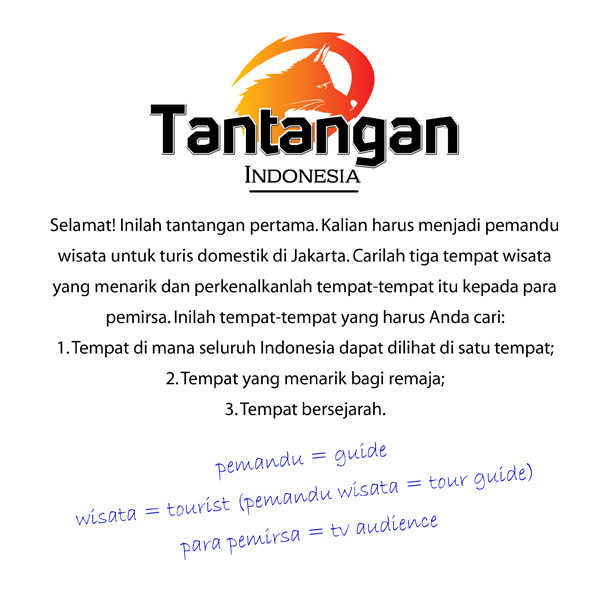 Tantangan
INDONESIA
Selamat! Inilah tantangan pertama. Kalian harus menjadi pemandu
wisata untuk turis domestik di Jakarta. Carilah tiga tempat wisata
yang menarik dan perkenalkanlah tempat-tempat itu kepada para
pemirsa. Inilah tempat-tempat yang harus Anda cari:
1. Tempat di mana seluruh Indonesia dapat dilihat di satu tempat;
2. Tempat yang menarik bagi remaja;
3. Tempat bersejarah.
pemandu = guide
wisata = tourist (pemandu wisata = tour guide)
para pemirsa = tv audience